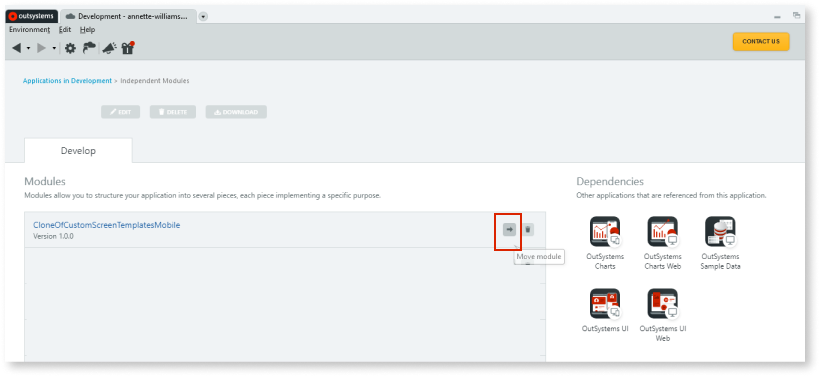 outsystems
Development - annette-williams....
Environment Edit Help
CONTACT US
Applications in Development > Independent Modules
EDIT DELETE DOWNLOAD
Develop
Modules
Modules allow you to structure your application into several pieces, each piece implementing a specific purpose.
CloneOfCustomScreenTemplatesMobile
Version 1.0.0
Move module
Dependencies
Other applications that are referenced from this application.
OutSystems Charts
OutSystems Charts Web
OutSystems Sample Data
OutSystems UI
OutSystems UI Web